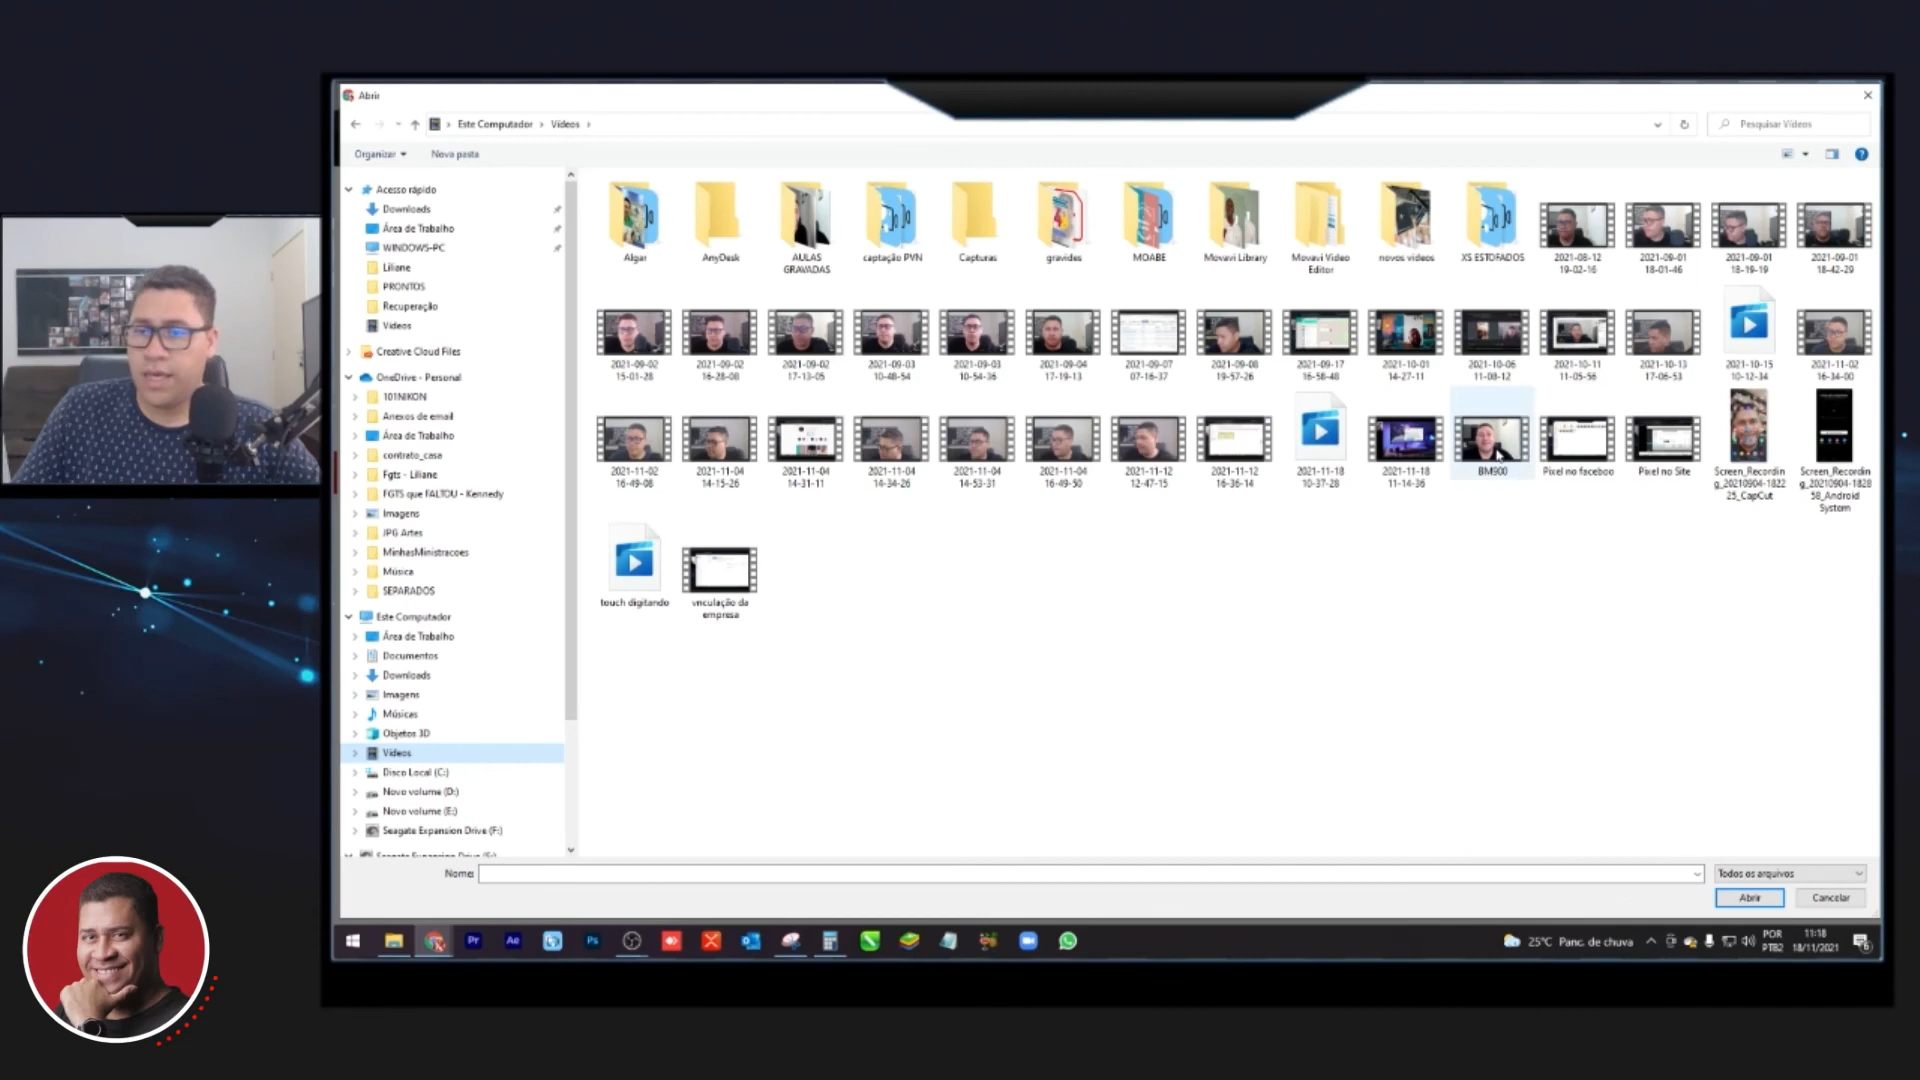 Abrir
Este Computador > Vídeos >
Pesquisar Vídeos
Organizar
Nova pasta
Acesso rápido
Downloads
Área de Trabalho
WINDOWS-PC
Liliane
PRONTOS
Recuperação
Vídeos
Creative Cloud Files
OneDrive - Personal
101NIKON
Anexos de email
Área de Trabalho
contrato_casa
Fgts - Liliane
FGTS que FALTOU - Kennedy
Imagens
JPG Artes
MinhasMinistracoes
Música
SEPARADOS
Este Computador
Área de Trabalho
Documentos
Downloads
Imagens
Músicas
Objetos 3D
Vídeos
Disco Local (C:)
Novo volume (D:)
Novo volume (E:)
Seagate Expansion Drive (F:)
Algar
AnyDesk
AULAS
GRAVADAS
captação PVN
Capturas
gravides
MOABE
Movavi Library
Movavi Video
Editor
novos videos
XS ESTOFADOS
2021-08-12
19-02-16
2021-09-01
18-01-46
2021-09-01
18-19-19
2021-09-01
18-42-29
2021-09-02
15-01-28
2021-09-02
16-28-08
2021-09-02
17-13-05
2021-09-03
10-48-54
2021-09-03
10-54-36
2021-09-04
17-19-13
2021-09-07
07-16-37
2021-09-08
19-57-26
2021-09-17
16-58-48
2021-10-01
14-27-11
2021-10-06
11-08-12
2021-10-11
11-05-56
2021-10-13
17-06-53
2021-10-15
10-12-34
2021-11-02
16-34-00
2021-11-02
16-49-08
2021-11-04
14-15-26
2021-11-04
14-31-11
2021-11-04
14-34-26
2021-11-04
14-53-31
2021-11-04
16-49-50
2021-11-12
12-47-15
2021-11-12
16-36-14
2021-11-18
10-37-28
2021-11-18
11-14-36
BM900
Pixel no faceboo
Pixel no Site
Screen_Recordin
g_20210904-1822
25_CapCut
Screen_Recordin
g_20210904-1828
58_Android
System
touch digitando
vnculação da
empresa
Nome:
Todos os arquivos
Abrir
Cancelar
Pr
Ae
Ps
25°C Panc. de chuva
POR
PTB2
11:18
18/11/2021
6